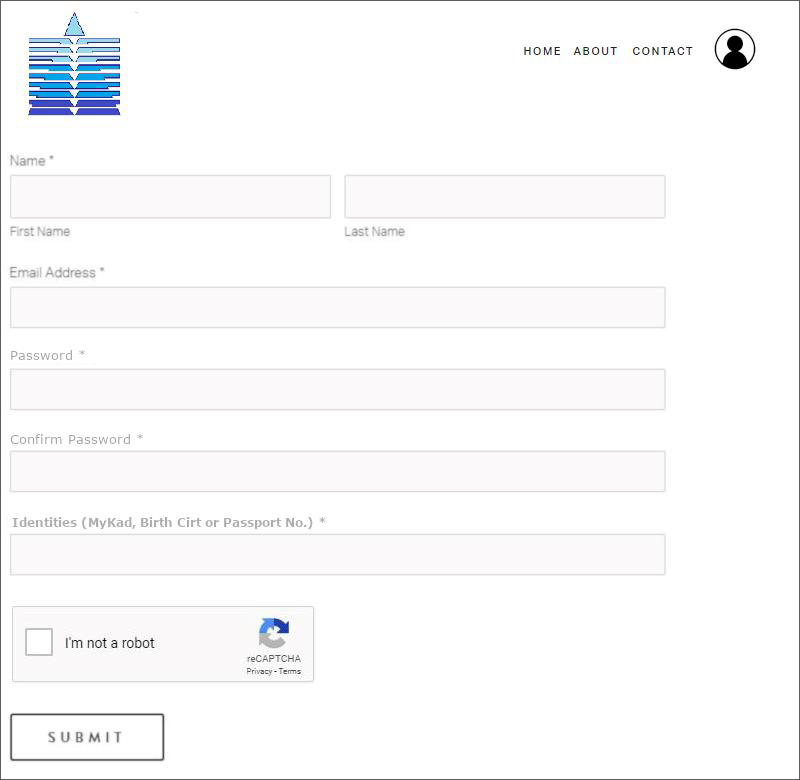 HOME ABOUT CONTACT
Name *
First Name Last Name
Email Address *
Password *
Confirm Password *
Identities (MyKad, Birth Cirt or Passport No.) *
I'm not a robot
reCAPTCHA
Privacy - Terms
SUBMIT